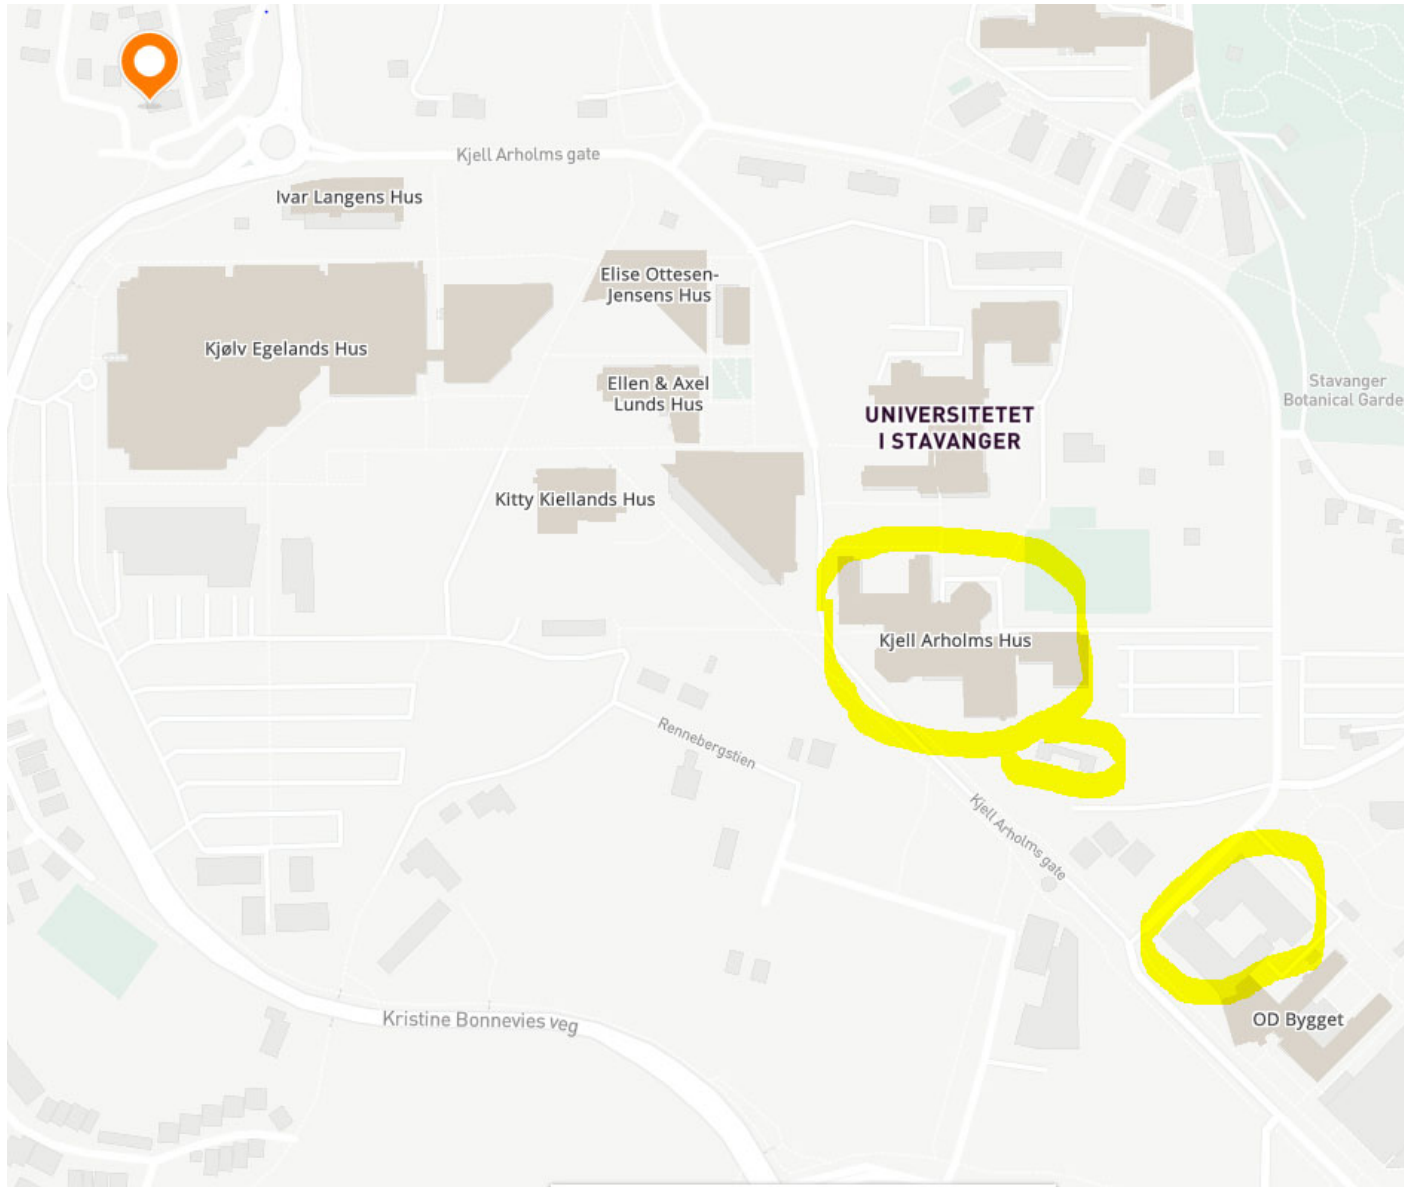 Kjell Arholms gate
Ivar Langens Hus
Elise Ottesen-
Jensens Hus
Kjølv Egelands Hus
Ellen & Axel
Lunds Hus
Stavanger
Botanical Garde
UNIVERSITETET
I STAVANGER
Kitty Kiellands Hus
Kjell Arholms Hus
Rennebergstien
Kjell Arholms gate
Kristine Bonnevies veg
OD Bygget